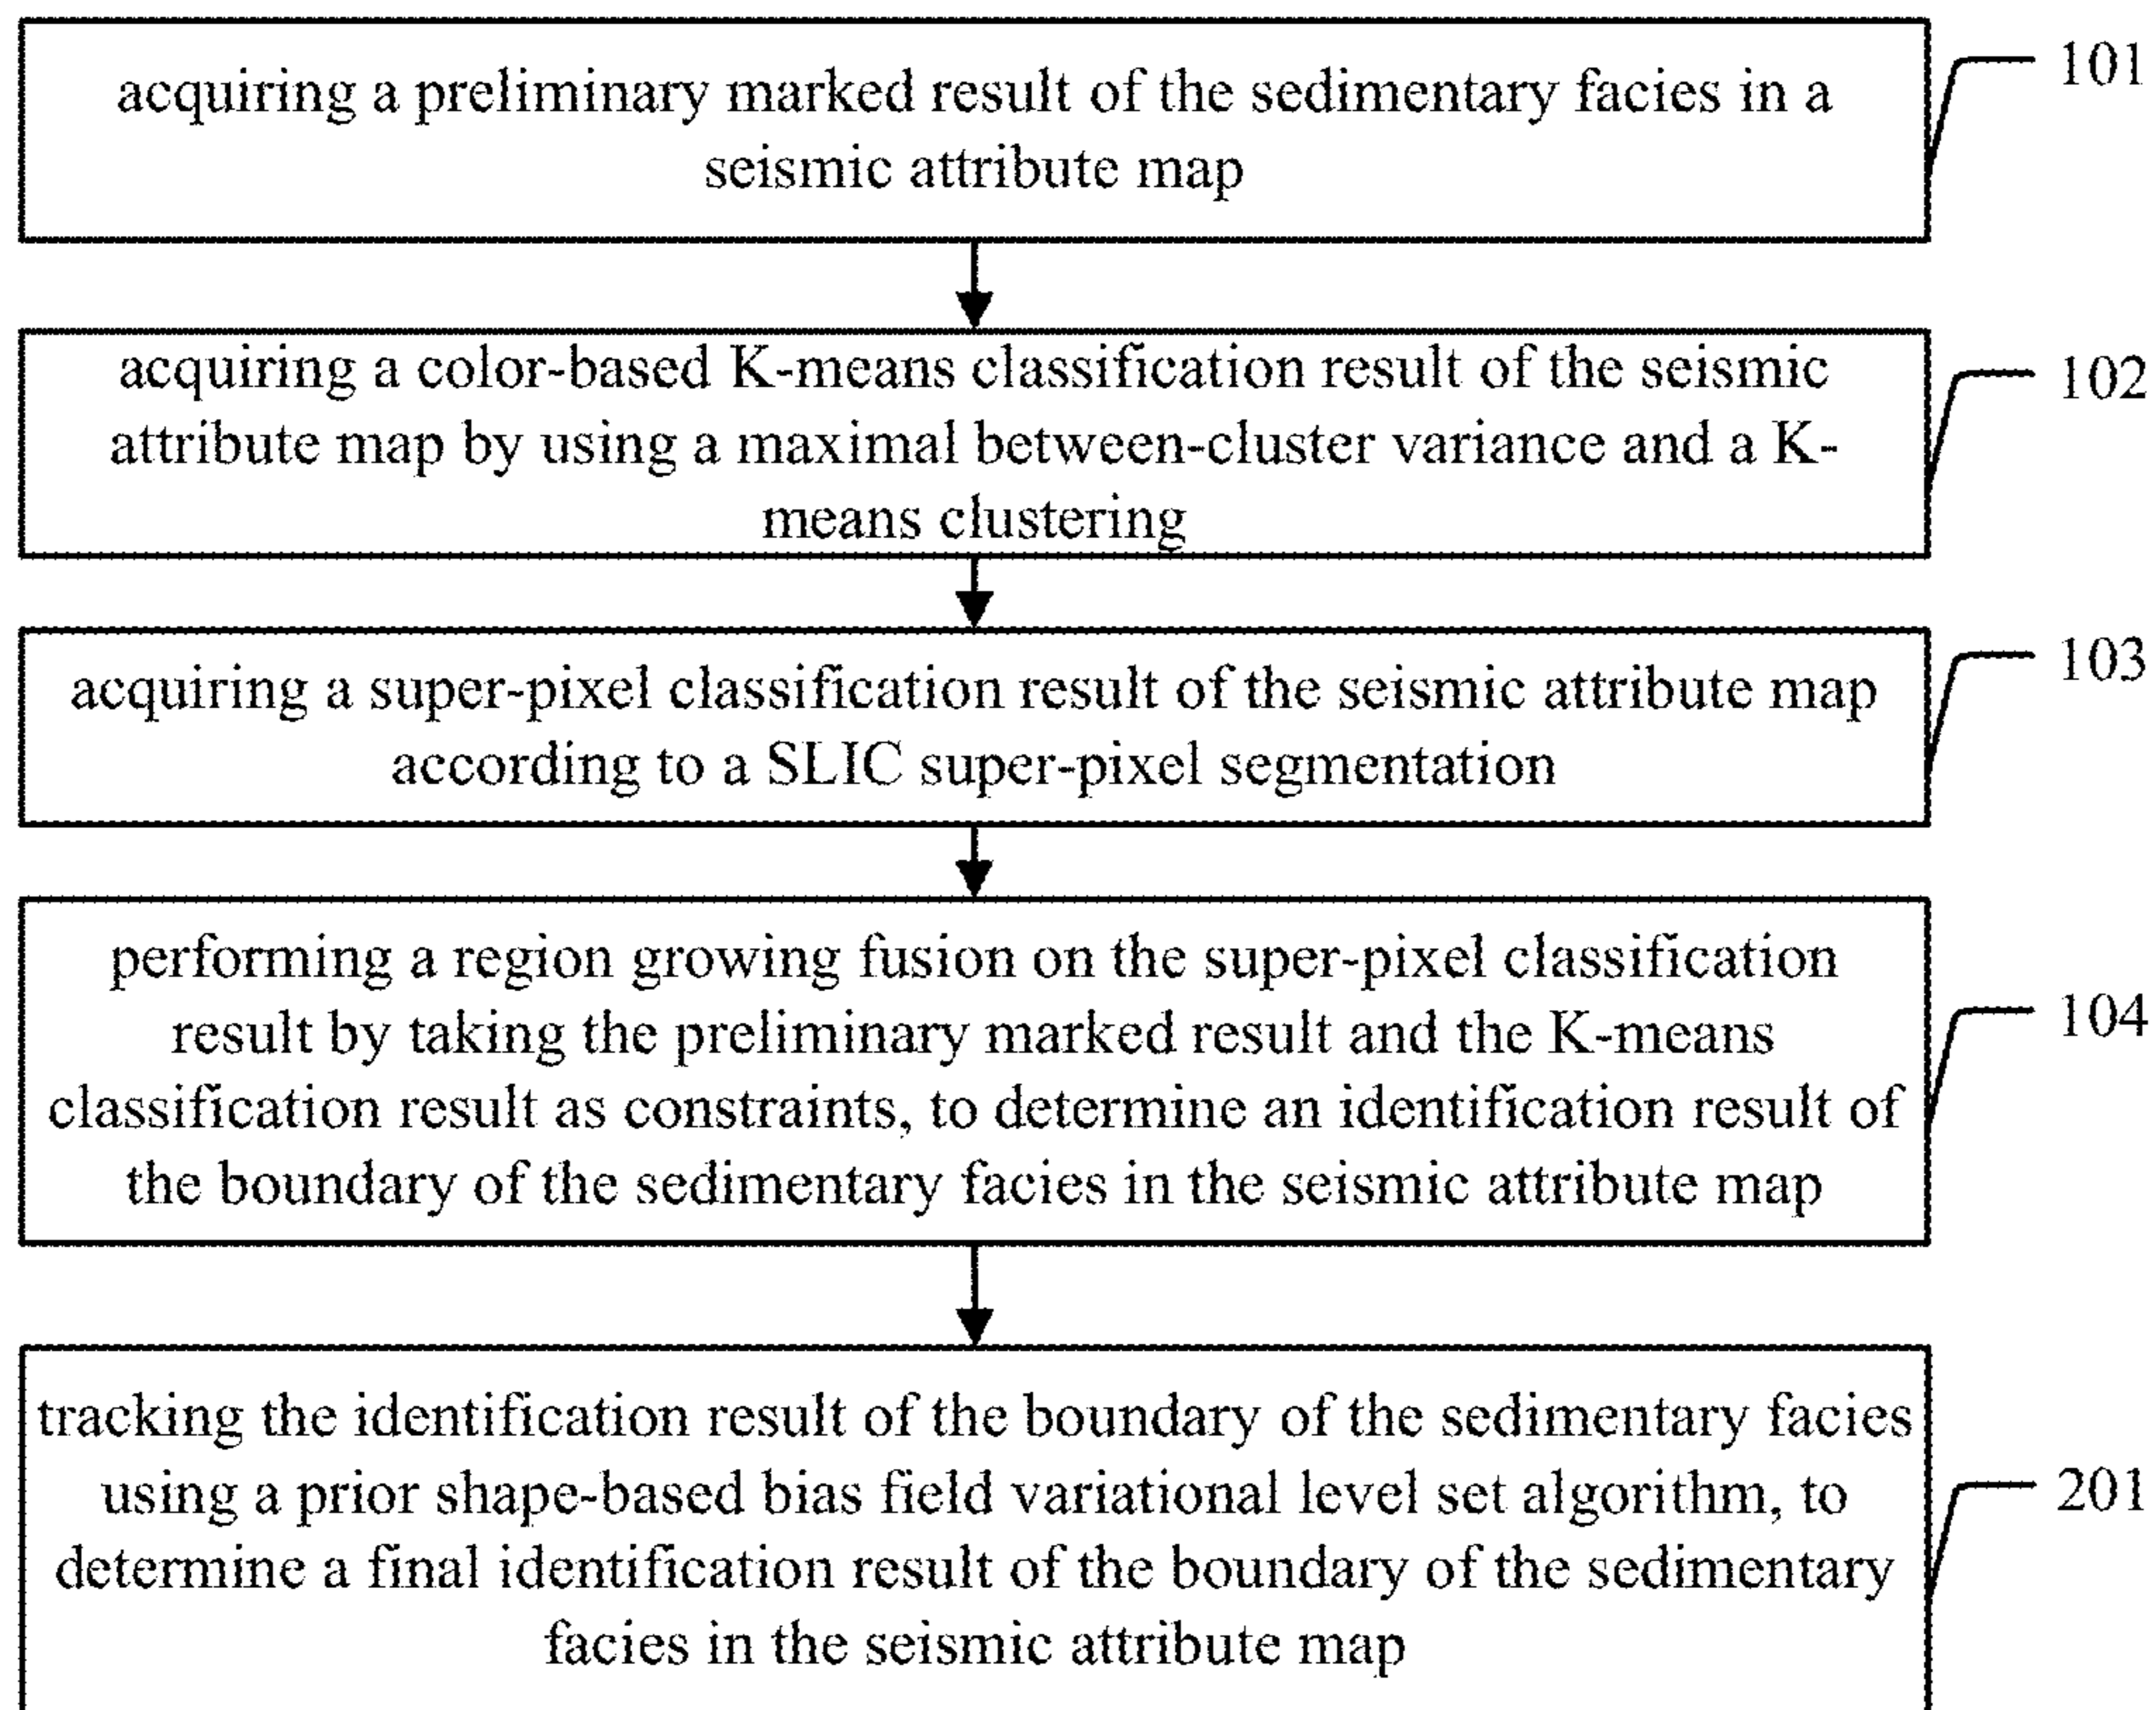 acquiring a preliminary marked result of the sedimentary facies in a
seismic attribute map
101
acquiring a color-based K-means classification result of the seismic
attribute map by using a maximal between-cluster variance and a K-
means clustering
102
acquiring a super-pixel classification result of the seismic attribute map
according to a SLIC super-pixel segmentation
103
performing a region growing fusion on the super-pixel classification
result by taking the preliminary marked result and the K-means
classification result as constraints, to determine an identification result of
the boundary of the sedimentary facies in the seismic attribute map
104
tracking the identification result of the boundary of the sedimentary facies
using a prior shape-based bias field variational level set algorithm, to
determine a final identification result of the boundary of the sedimentary
facies in the seismic attribute map
201